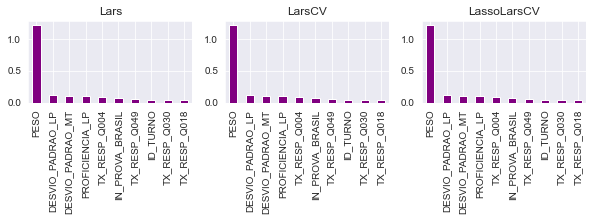 Lars
1.0
0.5
0.0
PESO
DESVIO_PADRAO_LP
DESVIO_PADRAO_MT
PROFICIENCIA_LP
TX_RESP_Q004
IN_PROVA_BRASIL
TX_RESP_Q049
ID_TURNO
TX_RESP_Q030
TX_RESP_Q018
LarsCV
1.0
0.5
0.0
PESO
DESVIO_PADRAO_LP
DESVIO_PADRAO_MT
PROFICIENCIA_LP
TX_RESP_Q004
IN_PROVA_BRASIL
TX_RESP_Q049
ID_TURNO
TX_RESP_Q030
TX_RESP_Q018
LassoLarsCV
1.0
0.5
0.0
PESO
DESVIO_PADRAO_LP
DESVIO_PADRAO_MT
PROFICIENCIA_LP
TX_RESP_Q004
IN_PROVA_BRASIL
TX_RESP_Q049
ID_TURNO
TX_RESP_Q030
TX_RESP_Q018